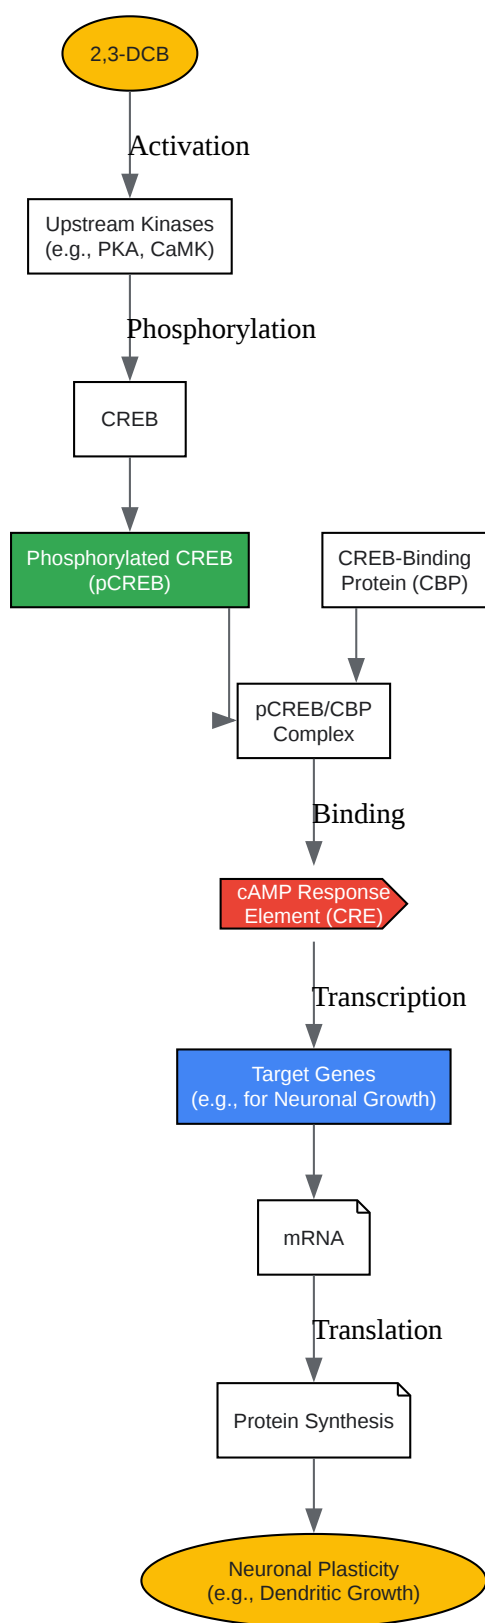 2,3-DCB
Activation
Upstream Kinases
(e.g., PKA, CaMK)
Phosphorylation
CREB
Phosphorylated CREB
(pCREB)
CREB-Binding
Protein (CBP)
pCREB/CBP
Complex
Binding
cAMP Response
Element (CRE)
Transcription
Target Genes
(e.g., for Neuronal Growth)
mRNA
Translation
Protein Synthesis
Neuronal Plasticity
(e.g., Dendritic Growth)